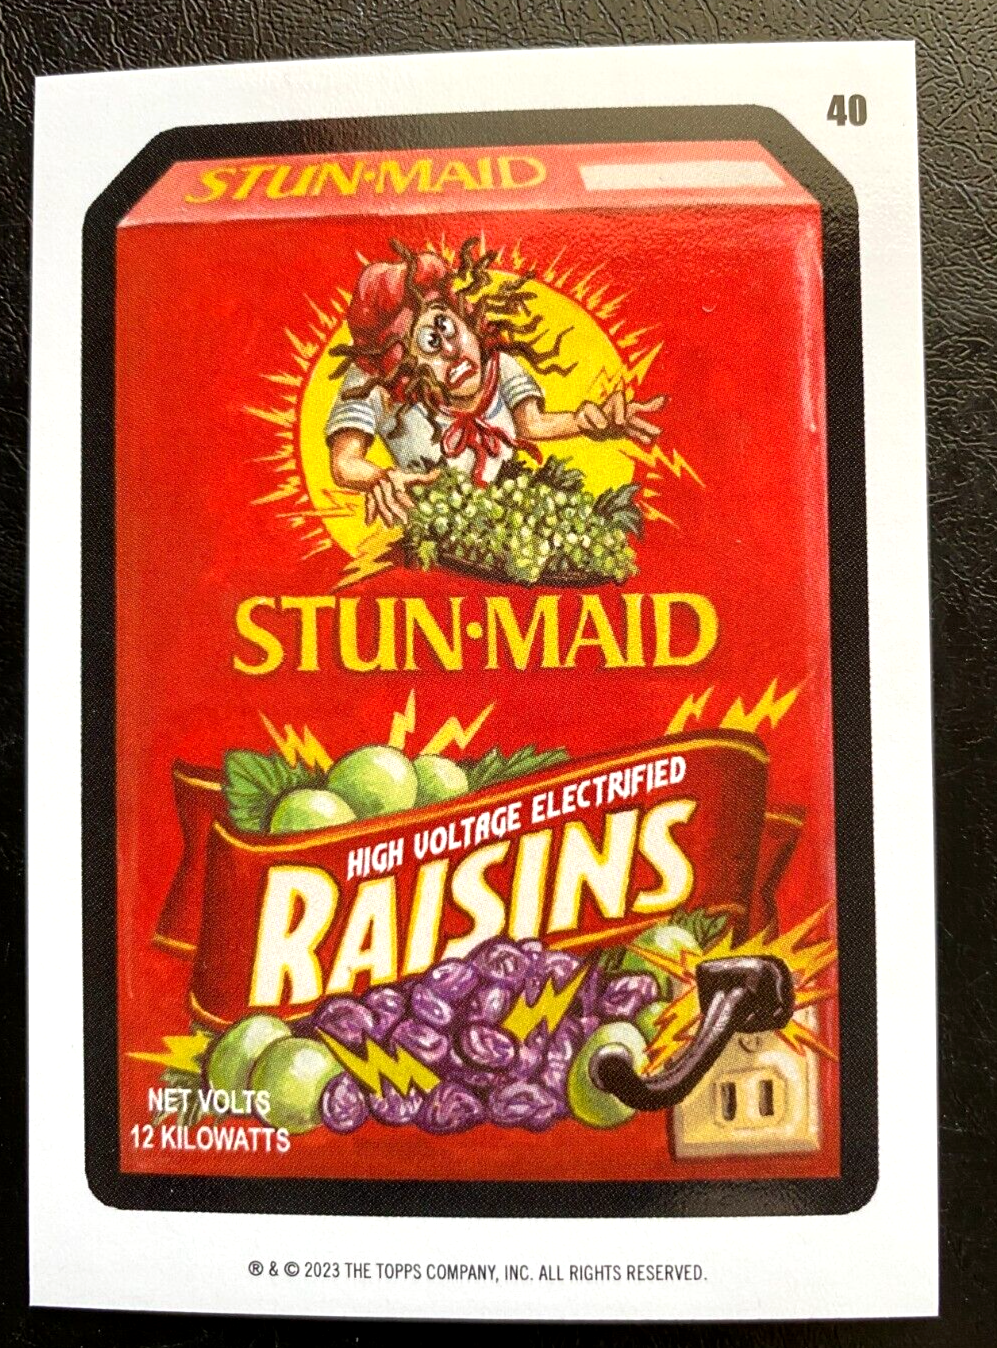 40
STUN·MAID
STUN·MAID
HIGH VOLTAGE ELECTRIFIED
RAISINS
NET VOLTS
12 KILOWATTS
® & © 2023 THE TOPPS COMPANY, INC. ALL RIGHTS RESERVED.